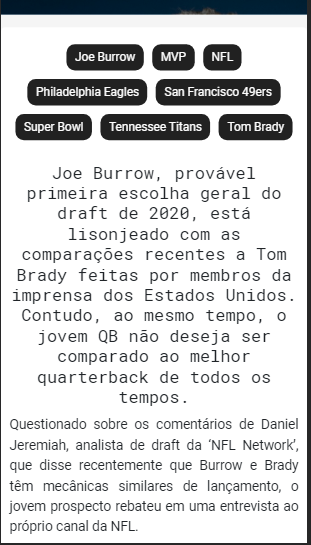 Joe Burrow MVP NFL
Philadelphia Eagles San Francisco 49ers
Super Bowl Tennessee Titans Tom Brady
Joe Burrow, provável
primeira escolha geral do
draft de 2020, está
lisonjeado com as
comparações recentes a Tom
Brady feitas por membros da
imprensa dos Estados Unidos.
Contudo, ao mesmo tempo, o
jovem QB não deseja ser
comparado ao melhor
quarterback de todos os
tempos.
Questionado sobre os comentários de Daniel
Jeremiah, analista de draft da ‘NFL Network’,
que disse recentemente que Burrow e Brady
têm mecânicas similares de lançamento, o
jovem prospecto rebateu em uma entrevista ao
próprio canal da NFL.